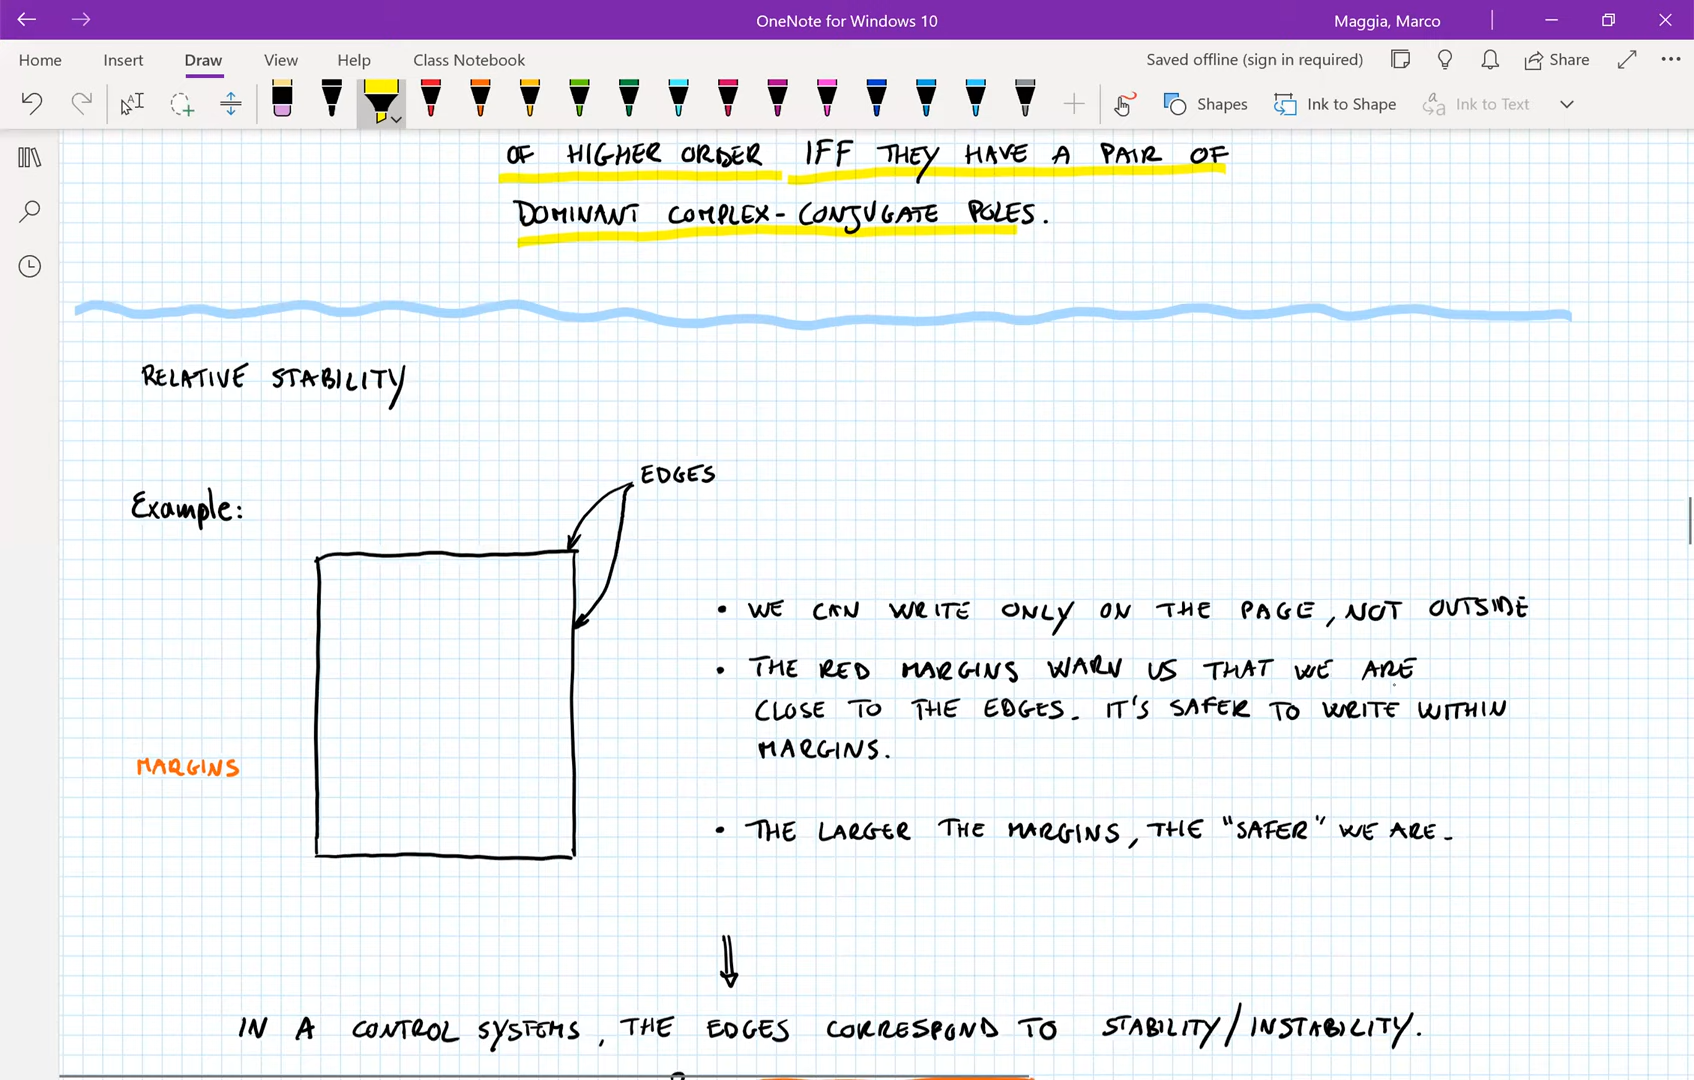 OneNote for Windows 10
Maggia, Marco
Home Insert Draw View Help Class Notebook
Saved offline (sign in required) Share
Shapes Ink to Shape Ink to Text
OF HIGHER ORDER IFF THEY HAVE A PAIR OF
DOMINANT COMPLEX-CONJUGATE POLES.
RELATIVE STABILITY
EDGES
Example:
• WE CAN WRITE ONLY ON THE PAGE, NOT OUTSIDE
• THE RED MARGINS WARN US THAT WE ARE
CLOSE TO THE EDGES. IT'S SAFER TO WRITE WITHIN
MARGINS.
MARGINS
• THE LARGER THE MARGINS, THE "SAFER" WE ARE.
IN A CONTROL SYSTEMS, THE EDGES CORRESPOND TO STABILITY/INSTABILITY.